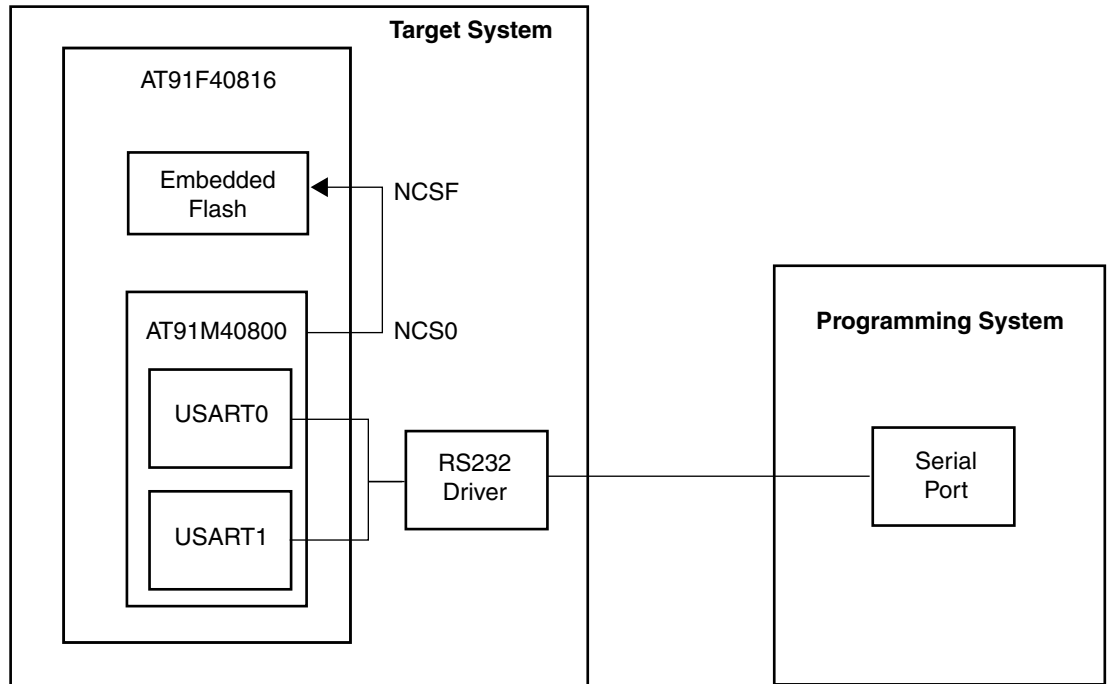 Target System
AT91F40816
Embedded
Flash
NCSF
AT91M40800
NCS0
USART0
USART1
RS232
Driver
Programming System
Serial
Port